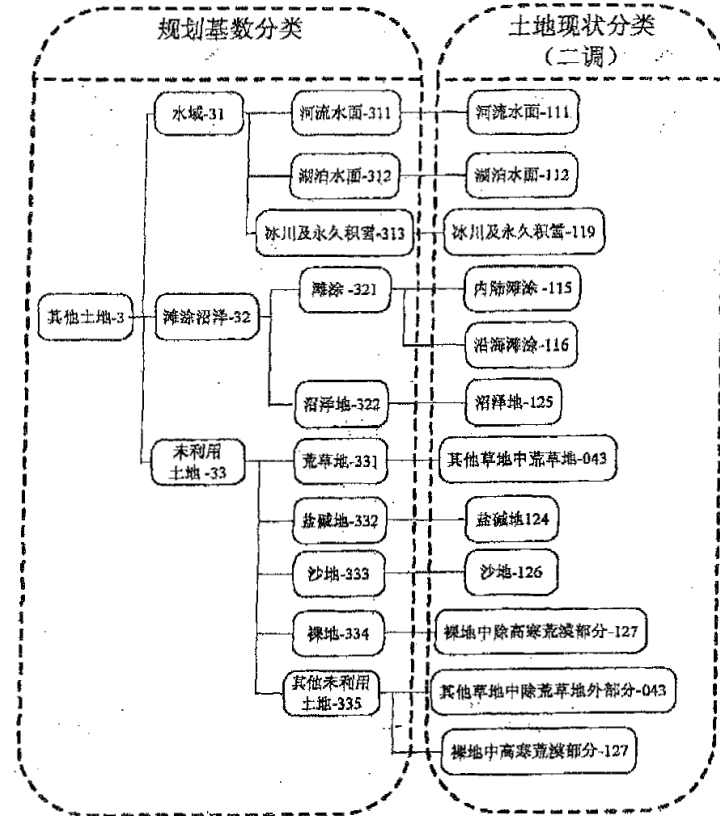 规划基数分类
土地现状分类
（二调）
水域-31
河流水面-311
河流水面-111
湖泊水面-312
湖泊水面-112
冰川及永久积雪-313
冰川及永久积雪-119
其他土地-3
滩涂沼泽-32
滩涂-321
内陆滩涂-115
沿海滩涂-116
沼泽地-322
沼泽地-125
未利用
土地-33
荒草地-331
其他草地中荒草地-043
盐碱地-332
盐碱地124
沙地-333
沙地-126
裸地-334
裸地中除高寒荒漠部分-127
其他未利用
土地-335
其他草地中除荒草地外部分-043
裸地中高寒荒漠部分-127